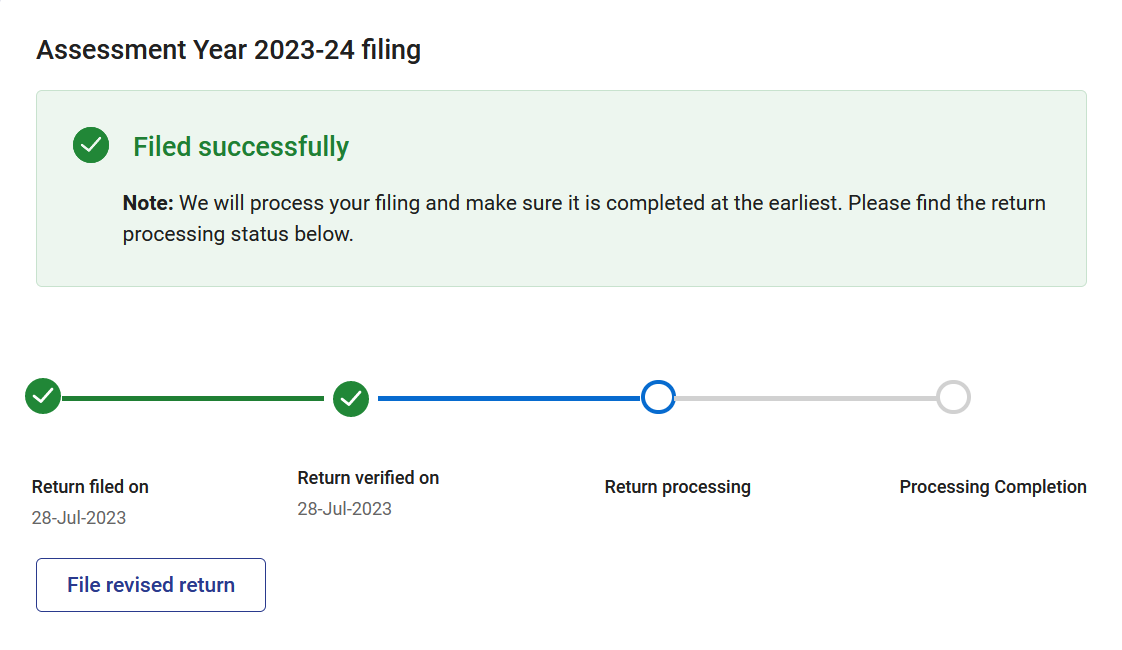 Assessment Year 2023-24 filing
Filed successfully
Note: We will process your filing and make sure it is completed at the earliest. Please find the return
processing status below.
Return filed on
28-Jul-2023
Return verified on
28-Jul-2023
Return processing
Processing Completion
File revised return